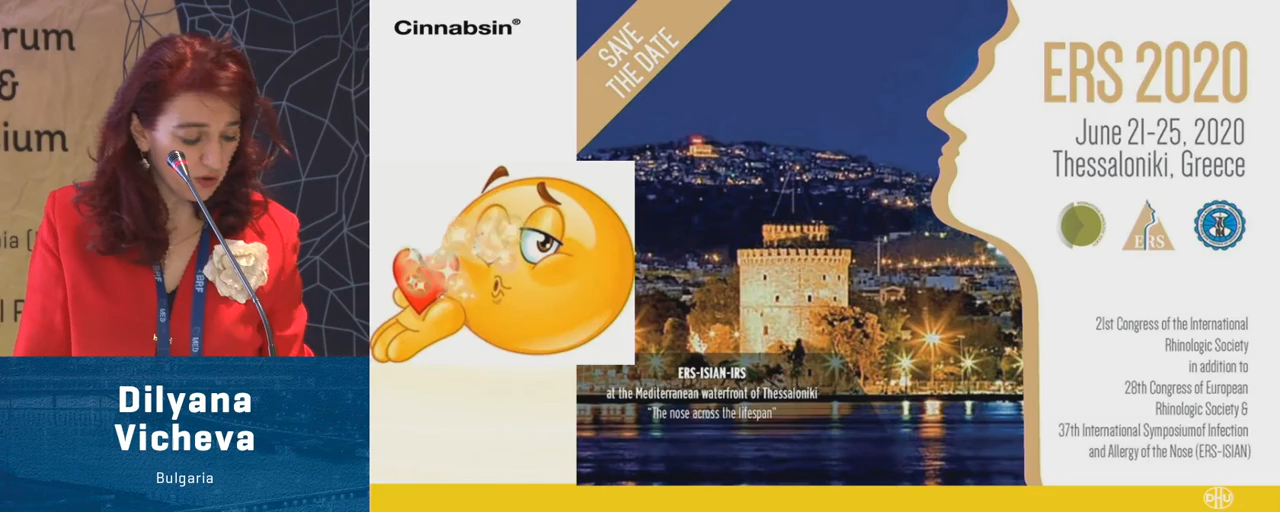 rum
&
ium
Dilyana
Vicheva
Bulgaria
Cinnabsin®
SAVE
THE DATE
ERS-ISIAN-IRS
at the Mediterranean waterfront of Thessaloniki
"The nose across the lifespan"
ERS 2020
June 21-25, 2020
Thessaloniki, Greece
ERS
21st Congress of the International
Rhinologic Society
in addition to
28th Congress of European
Rhinologic Society &
37th International Symposiumof Infection
and Allergy of the Nose (ERS-ISIAN)
DHU